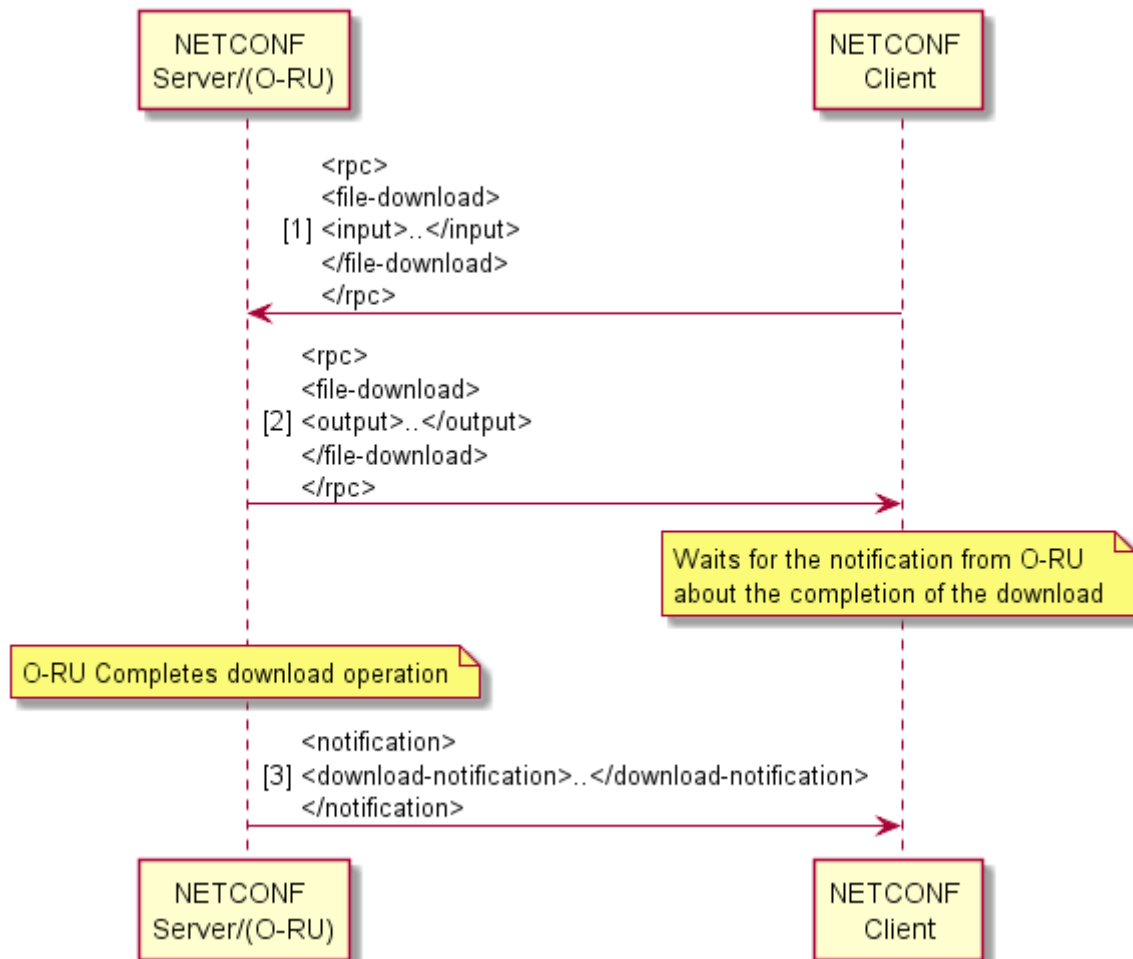 NETCONF
Server/(O-RU)
NETCONF
Client
<rpc>
<file-download>
[1] <input>..</input>
</file-download>
</rpc>
<rpc>
<file-download>
[2] <output>..</output>
</file-download>
</rpc>
Waits for the notification from O-RU
about the completion of the download
O-RU Completes download operation
<notification>
[3] <download-notification>..</download-notification>
</notification>
NETCONF
Server/(O-RU)
NETCONF
Client